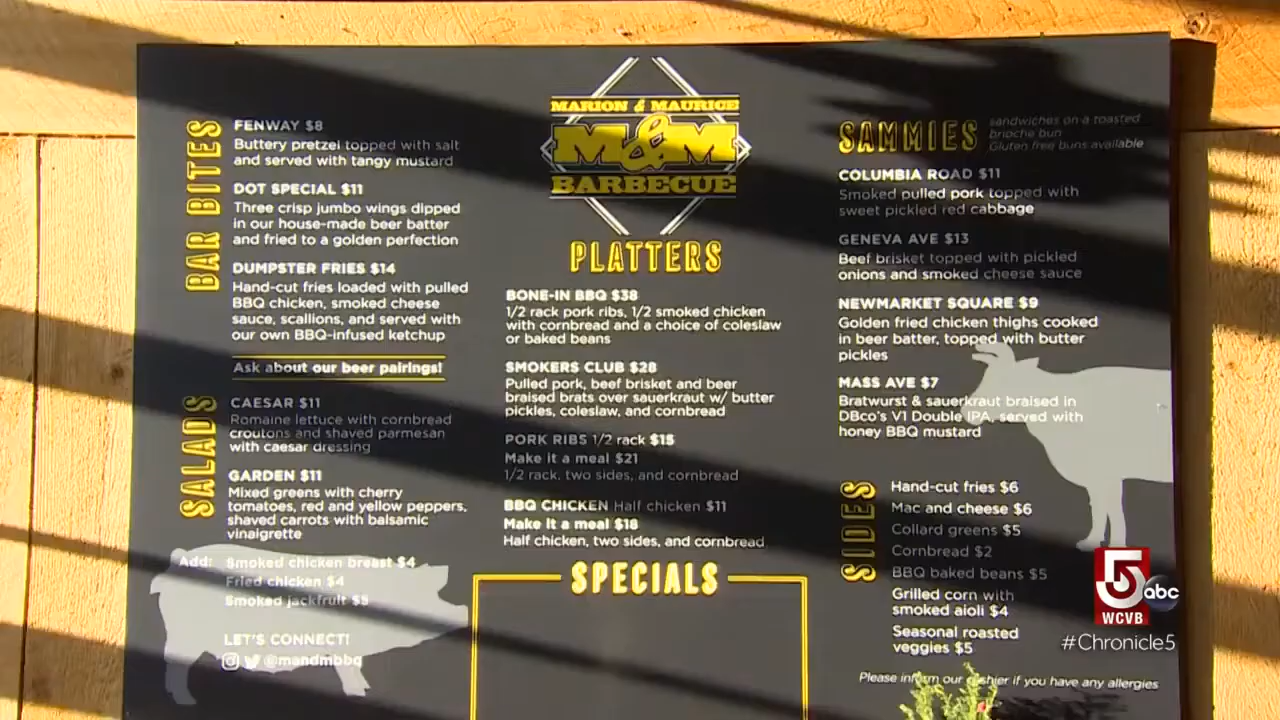 MARION & MAURICE
M&M
BARBECUE
BAR BITES
FENWAY $8
Buttery pretzel topped with salt
and served with tangy mustard
DOT SPECIAL $11
Three crisp jumbo wings dipped
in our house-made beer batter
and fried to a golden perfection
DUMPSTER FRIES $14
Hand-cut fries loaded with pulled
BBQ chicken, smoked cheese
sauce, scallions, and served with
our own BBQ-infused ketchup
Ask about our beer pairings!
SALADS
CAESAR $11
Romaine lettuce with cornbread
croutons and shaved parmesan
with caesar dressing
GARDEN $11
Mixed greens with cherry
tomatoes, red and yellow peppers,
shaved carrots with balsamic
vinaigrette
Add: Smoked chicken breast $4
Fried chicken $4
Smoked jackfruit $5
LET'S CONNECT!
@mandmbbq
PLATTERS
BONE-IN BBQ $38
1/2 rack pork ribs, 1/2 smoked chicken
with cornbread and a choice of coleslaw
or baked beans
SMOKERS CLUB $28
Pulled pork, beef brisket and beer
braised brats over sauerkraut w/ butter
pickles, coleslaw, and cornbread
PORK RIBS 1/2 rack $15
Make it a meal $21
1/2 rack, two sides, and cornbread
BBQ CHICKEN Half chicken $11
Make It a meal $18
Half chicken, two sides, and cornbread
SPECIALS
SAMMIES
sandwiches on a toasted
brioche bun
Gluten free buns available
COLUMBIA ROAD $11
Smoked pulled pork topped with
sweet pickled red cabbage
GENEVA AVE $13
Beef brisket topped with pickled
onions and smoked cheese sauce
NEWMARKET SQUARE $9
Golden fried chicken thighs cooked
in beer batter, topped with butter
pickles
MASS AVE $7
Bratwurst & sauerkraut braised in
DBco's V1 Double IPA, served with
honey BBQ mustard
SIDES
Hand-cut fries $6
Mac and cheese $6
Collard greens $5
Cornbread $2
BBQ baked beans $5
Grilled corn with
smoked aioli $4
Seasonal roasted
veggies $5
Please inform our cashier if you have any allergies
5 abc
WCVB
#Chronicle5